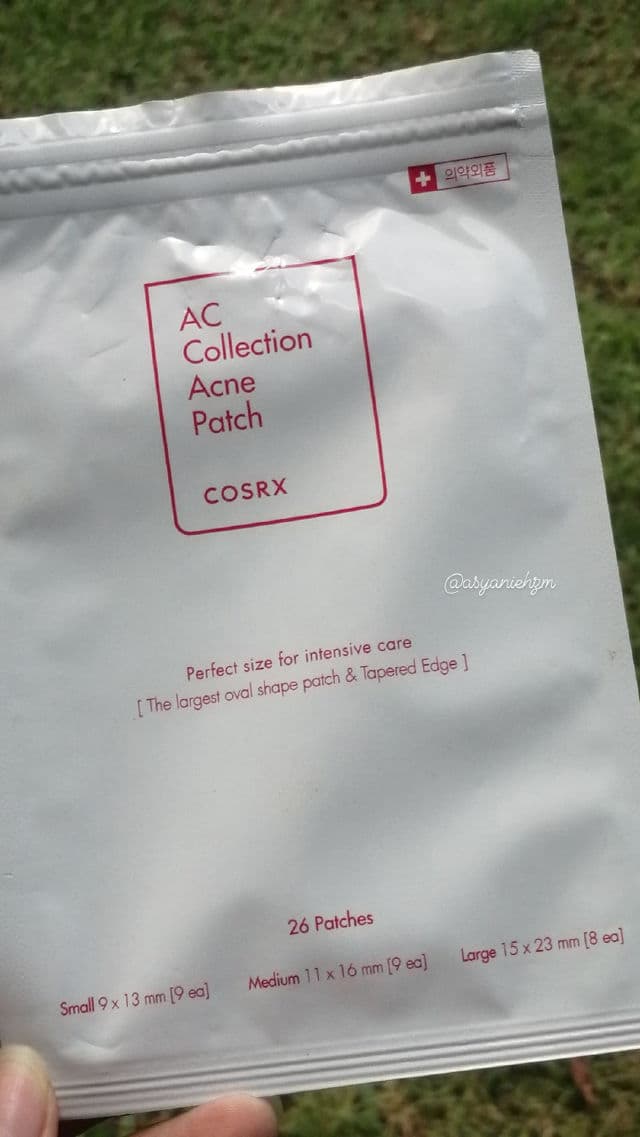 의약외품
AC
Collection
Acne
Patch
COSRX
@asyaniehzm
Perfect size for intensive care
[ The largest oval shape patch & Tapered Edge ]
26 Patches
Small 9 x 13 mm [9 ea] Medium 11 x 16 mm [9 ea] Large 15 x 23 mm [8 ea]